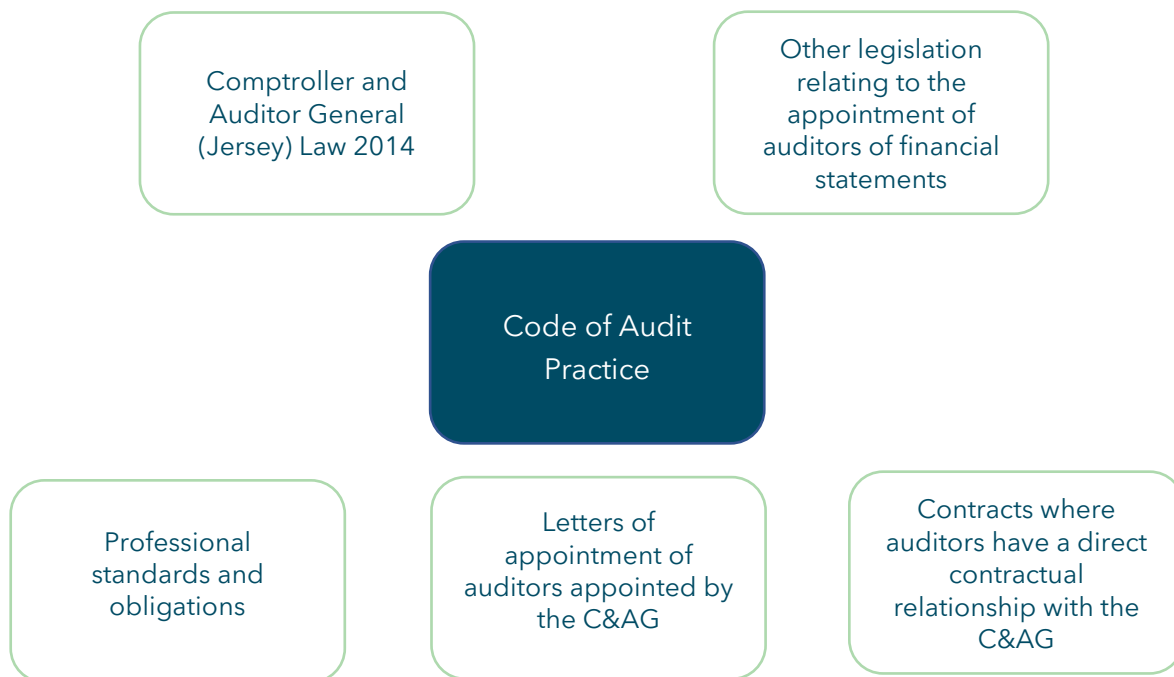 Comptroller and
Auditor General
(Jersey) Law 2014
Other legislation
relating to the
appointment of
auditors of financial
statements
Code of Audit
Practice
Professional
standards and
obligations
Letters of
appointment of
auditors appointed by
the C&AG
Contracts where
auditors have a direct
contractual
relationship with the
C&AG